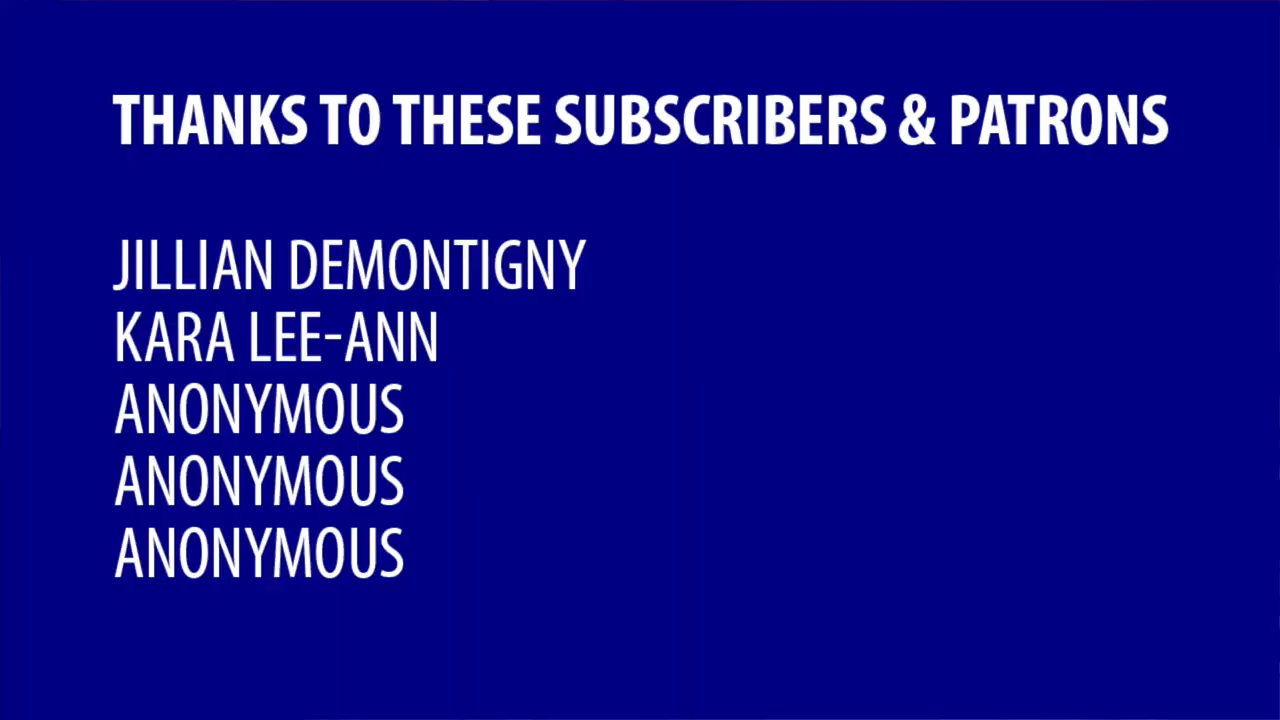 THANKS TO THESE SUBSCRIBERS & PATRONS
JILLIAN DEMONTIGNY
KARA LEE-ANN
ANONYMOUS
ANONYMOUS
ANONYMOUS